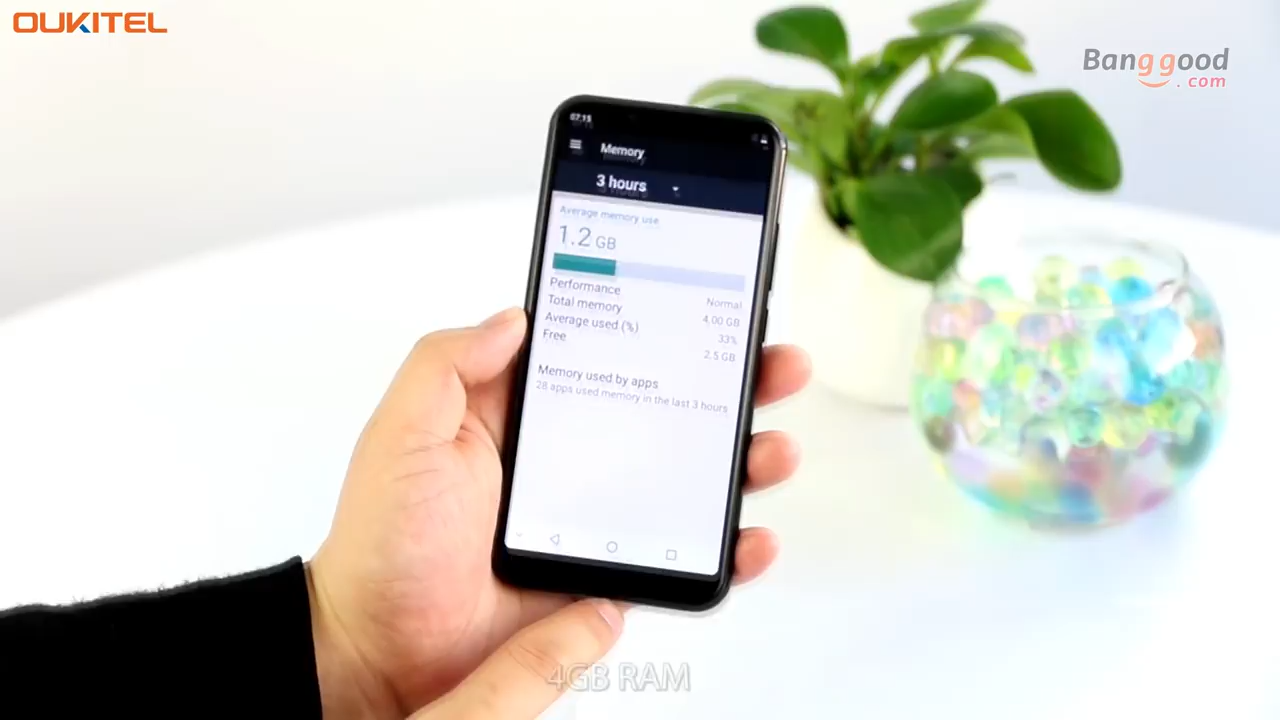 OUKITEL
Banggood
.com
07:15
Memory
3 hours
Average memory use
1.2 GB
Performance Normal
Total memory 4.00 GB
Average used (%) 33%
Free 2.5 GB
Memory used by apps
28 apps used memory in the last 3 hours
4GB RAM